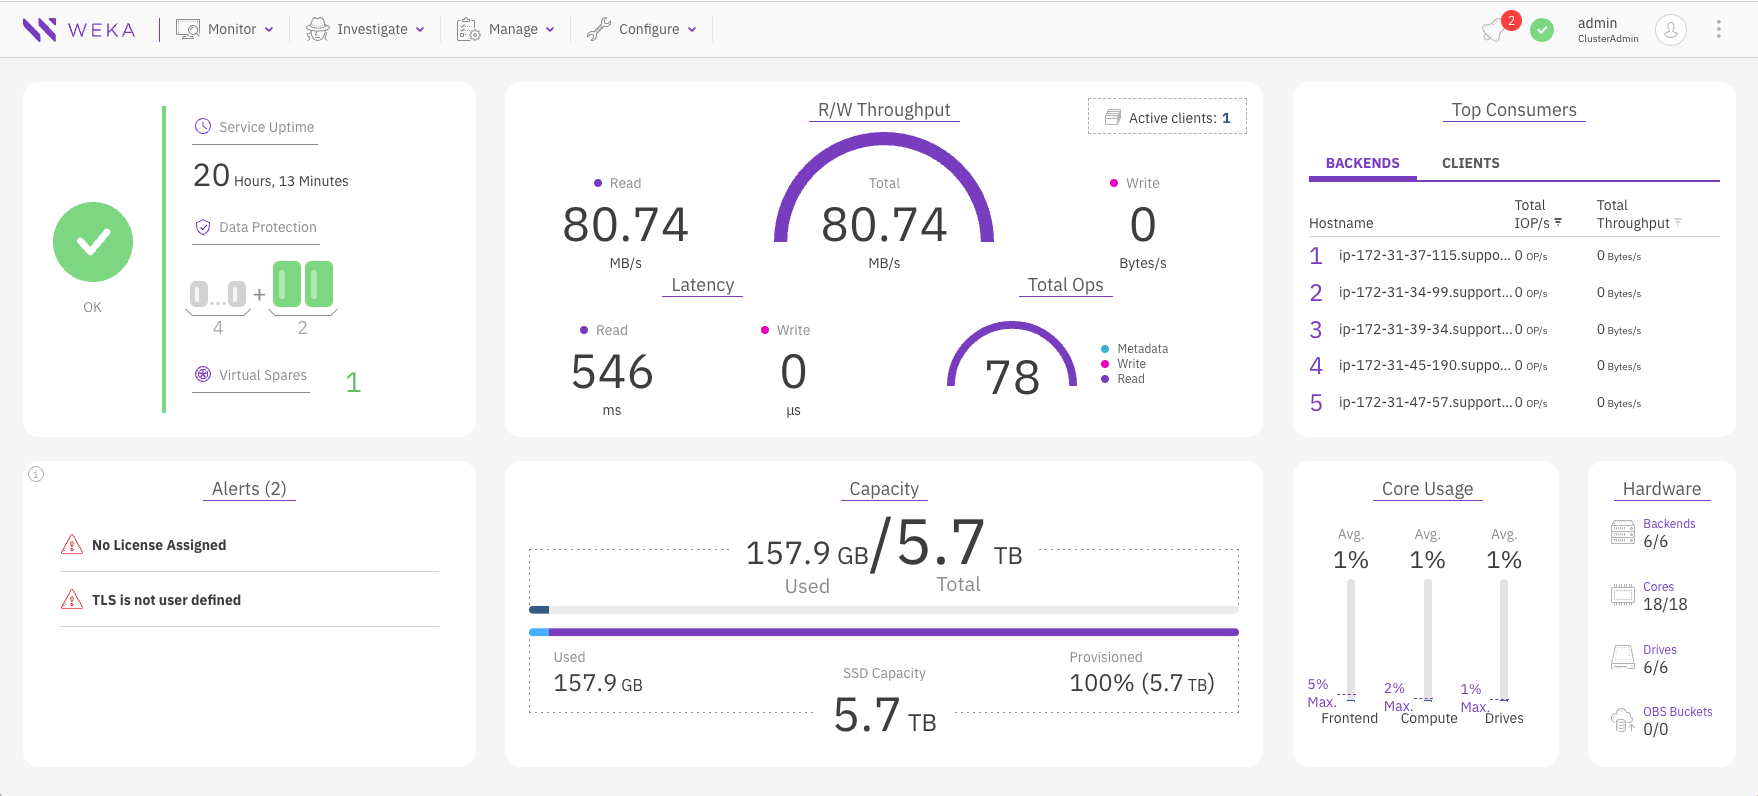 WEKA
Monitor
Investigate
Manage
Configure
2
admin
ClusterAdmin
Service Uptime
20 Hours, 13 Minutes
Data Protection
+
4
2
Virtual Spares
1
OK
R/W Throughput
Active clients: 1
Read
80.74
MB/s
Total
80.74
MB/s
Write
0
Bytes/s
Latency
Read
546
ms
Write
0
µs
Total Ops
78
Metadata
Write
Read
Top Consumers
BACKENDS CLIENTS
Hostname Total IOP/s Total Throughput
1 ip-172-31-37-115.suppo... 0 OP/s 0 Bytes/s
2 ip-172-31-34-99.support... 0 OP/s 0 Bytes/s
3 ip-172-31-39-34.support... 0 OP/s 0 Bytes/s
4 ip-172-31-45-190.suppo... 0 OP/s 0 Bytes/s
5 ip-172-31-47-57.support... 0 OP/s 0 Bytes/s
Alerts (2)
No License Assigned
TLS is not user defined
Capacity
157.9 GB/5.7 TB
Used Total
Used
157.9 GB
SSD Capacity
5.7 TB
Provisioned
100% (5.7 TB)
Core Usage
Avg. Avg. Avg.
1% 1% 1%
5% Max. 2% Max. 1% Max.
Frontend Compute Drives
Hardware
Backends
6/6
Cores
18/18
Drives
6/6
OBS Buckets
0/0